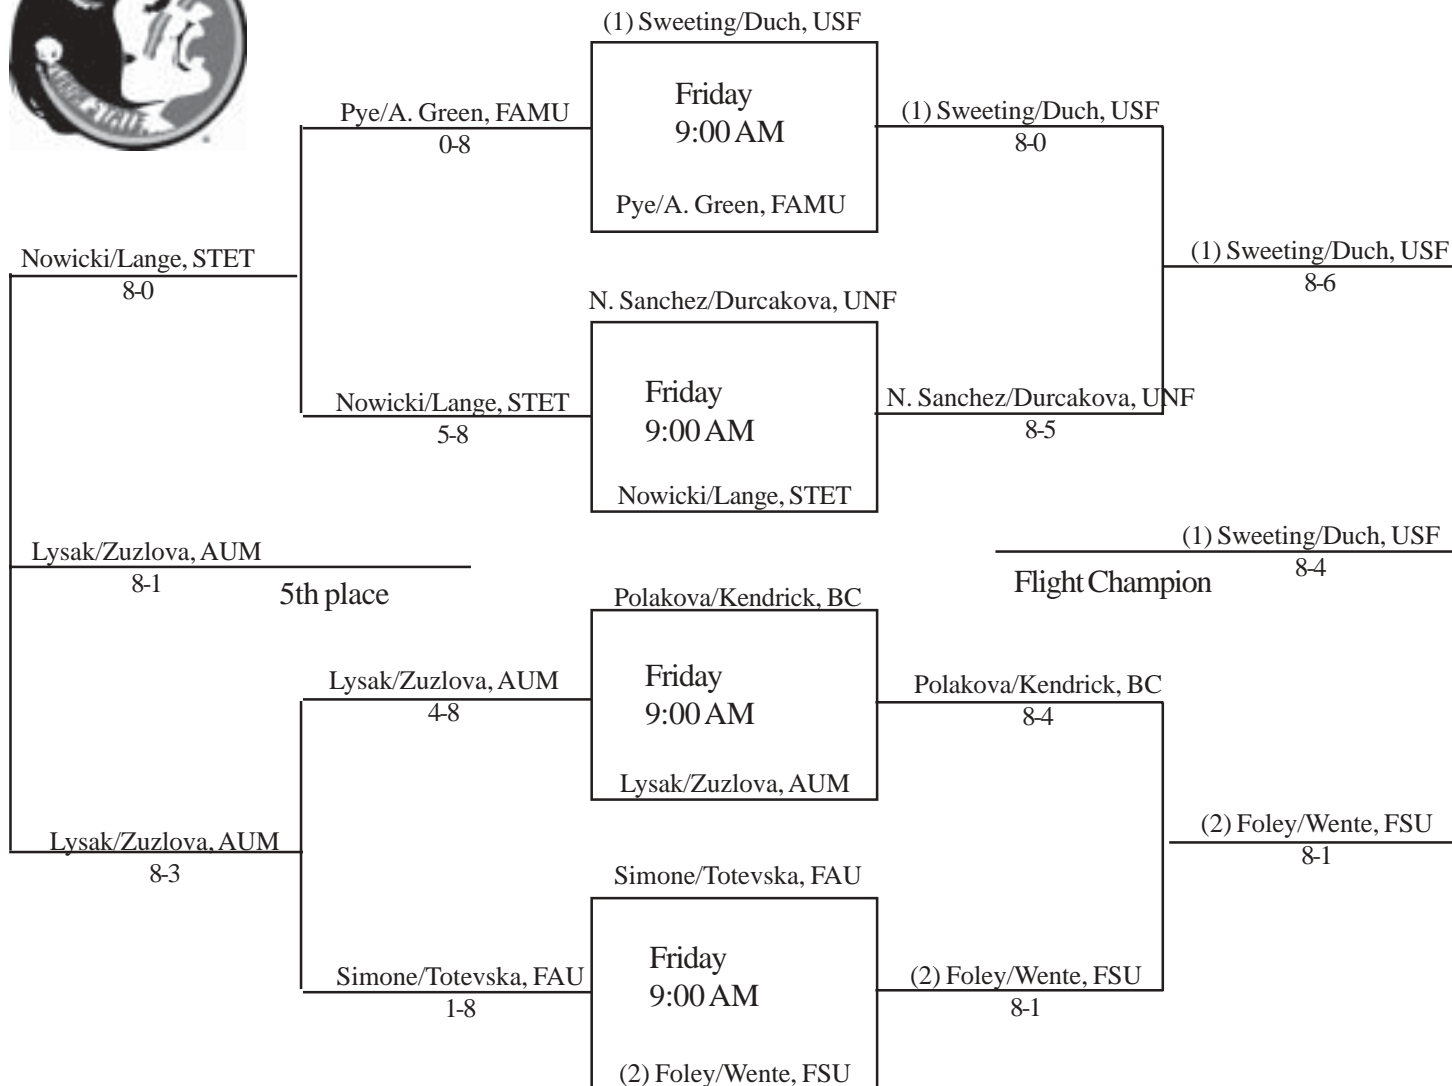 (1) Sweeting/Duch, USF
Friday
9:00 AM
Pye/A. Green, FAMU
0-8
(1) Sweeting/Duch, USF
8-0
Pye/A. Green, FAMU
Nowicki/Lange, STET
8-0
(1) Sweeting/Duch, USF
8-6
N. Sanchez/Durcakova, UNF
Friday
9:00 AM
Nowicki/Lange, STET
5-8
N. Sanchez/Durcakova, UNF
8-5
Nowicki/Lange, STET
Lysak/Zuzlova, AUM
8-1
5th place
(1) Sweeting/Duch, USF
8-4
Flight Champion
Polakova/Kendrick, BC
Friday
9:00 AM
Lysak/Zuzlova, AUM
4-8
Polakova/Kendrick, BC
8-4
Lysak/Zuzlova, AUM
Lysak/Zuzlova, AUM
8-3
(2) Foley/Wente, FSU
8-1
Simone/Totevska, FAU
Friday
9:00 AM
Simone/Totevska, FAU
1-8
(2) Foley/Wente, FSU
8-1
(2) Foley/Wente, FSU